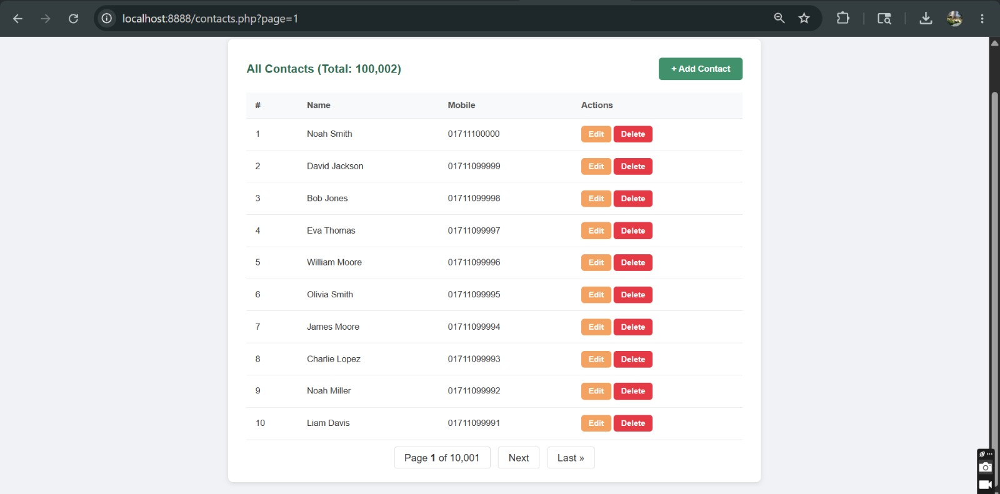 localhost:8888/contacts.php?page=1
All Contacts (Total: 100,002)
+ Add Contact
# Name Mobile Actions
1 Noah Smith 01711100000 Edit Delete
2 David Jackson 01711099999 Edit Delete
3 Bob Jones 01711099998 Edit Delete
4 Eva Thomas 01711099997 Edit Delete
5 William Moore 01711099996 Edit Delete
6 Olivia Smith 01711099995 Edit Delete
7 James Moore 01711099994 Edit Delete
8 Charlie Lopez 01711099993 Edit Delete
9 Noah Miller 01711099992 Edit Delete
10 Liam Davis 01711099991 Edit Delete
Page 1 of 10,001 Next Last »